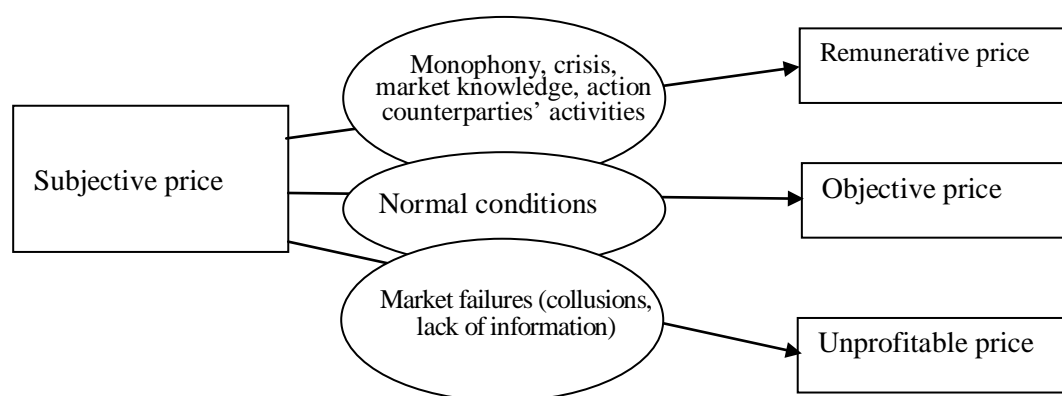 Subjective price
Monophony, crisis,
market knowledge, action
counterparties’ activities
Normal conditions
Market failures (collusions,
lack of information)
Remunerative price
Objective price
Unprofitable price